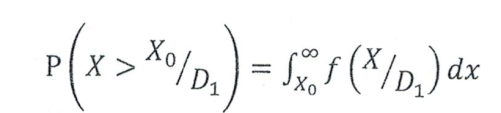 P(X > X₀/D₁) = ∫_{X₀}^{∞} f(X/D₁) dx